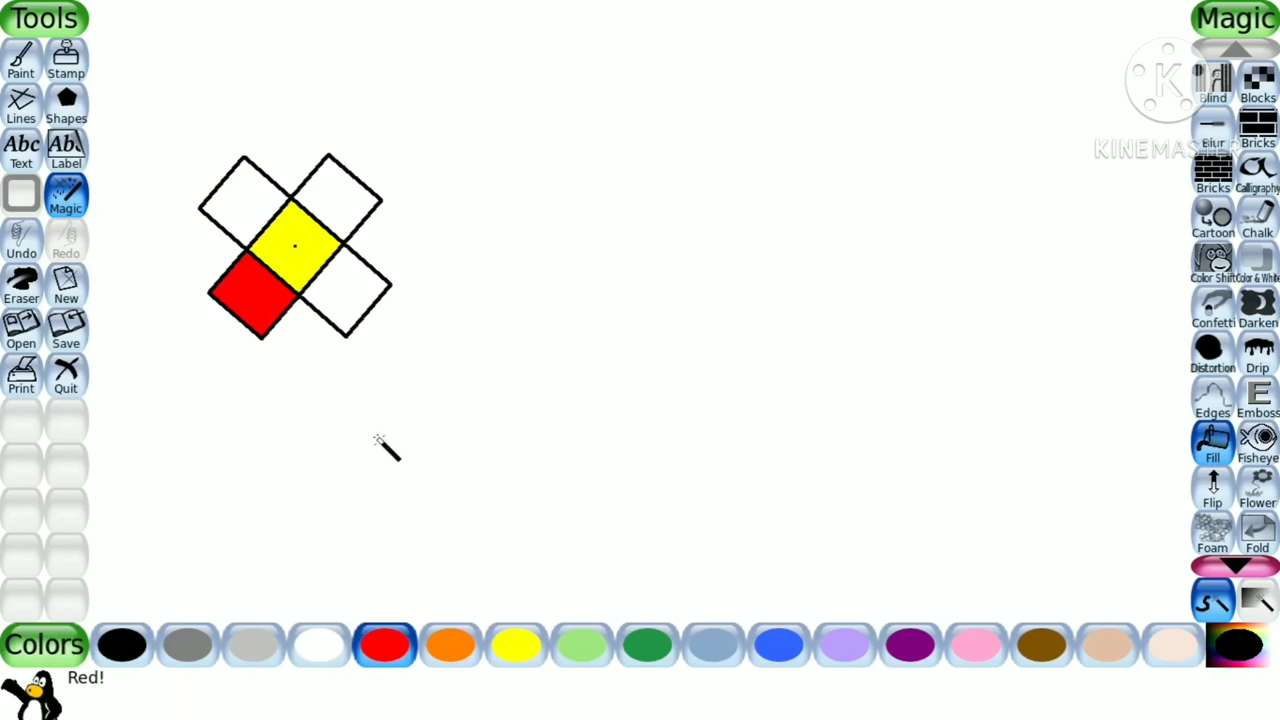 Tools
Magic
Paint Stamp
Blind Blocks
Lines Shapes
Blur Bricks
K
KINEMASTER
Abc Abc
Text Label
Bricks Calligraphy
Magic
Cartoon Chalk
Undo Redo
Color Shift Color & White
Eraser New
Confetti Darken
Open Save
Distortion Drip
Print Quit
Edges Emboss
E
Fill Fisheye
Flip Flower
Foam Fold
Colors
Red!